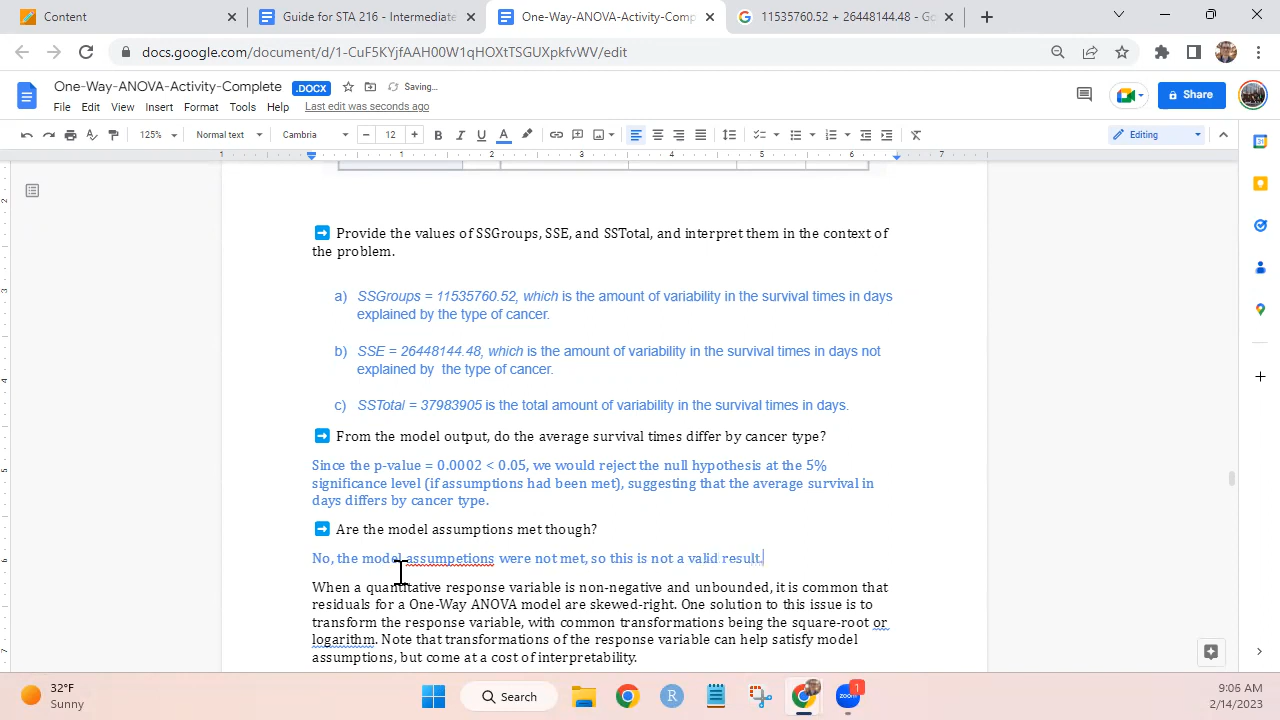 Content
Guide for STA 216 - Intermediate
One-Way-ANOVA-Activity-Comp
11535760.52 + 26448144.48 - Go
docs.google.com/document/d/1-CuF5KYjfAAH00W1qHOXtTSGUXpkfvWV/edit
One-Way-ANOVA-Activity-Complete .DOCX Saving...
File Edit View Insert Format Tools Help Last edit was seconds ago
Share
125% Normal text Cambria 12 Editing
Provide the values of SSGroups, SSE, and SSTotal, and interpret them in the context of
the problem.
a) SSGroups = 11535760.52, which is the amount of variability in the survival times in days
explained by the type of cancer.
b) SSE = 26448144.48, which is the amount of variability in the survival times in days not
explained by the type of cancer.
c) SSTotal = 37983905 is the total amount of variability in the survival times in days.
From the model output, do the average survival times differ by cancer type?
Since the p-value = 0.0002 < 0.05, we would reject the null hypothesis at the 5%
significance level (if assumptions had been met), suggesting that the average survival in
days differs by cancer type.
Are the model assumptions met though?
No, the model assumpetions were not met, so this is not a valid result.
When a quantitative response variable is non-negative and unbounded, it is common that
residuals for a One-Way ANOVA model are skewed-right. One solution to this issue is to
transform the response variable, with common transformations being the square-root or
logarithm. Note that transformations of the response variable can help satisfy model
assumptions, but come at a cost of interpretability.
32°F
Sunny
Search
R
zoom
1
9:06 AM
2/14/2023